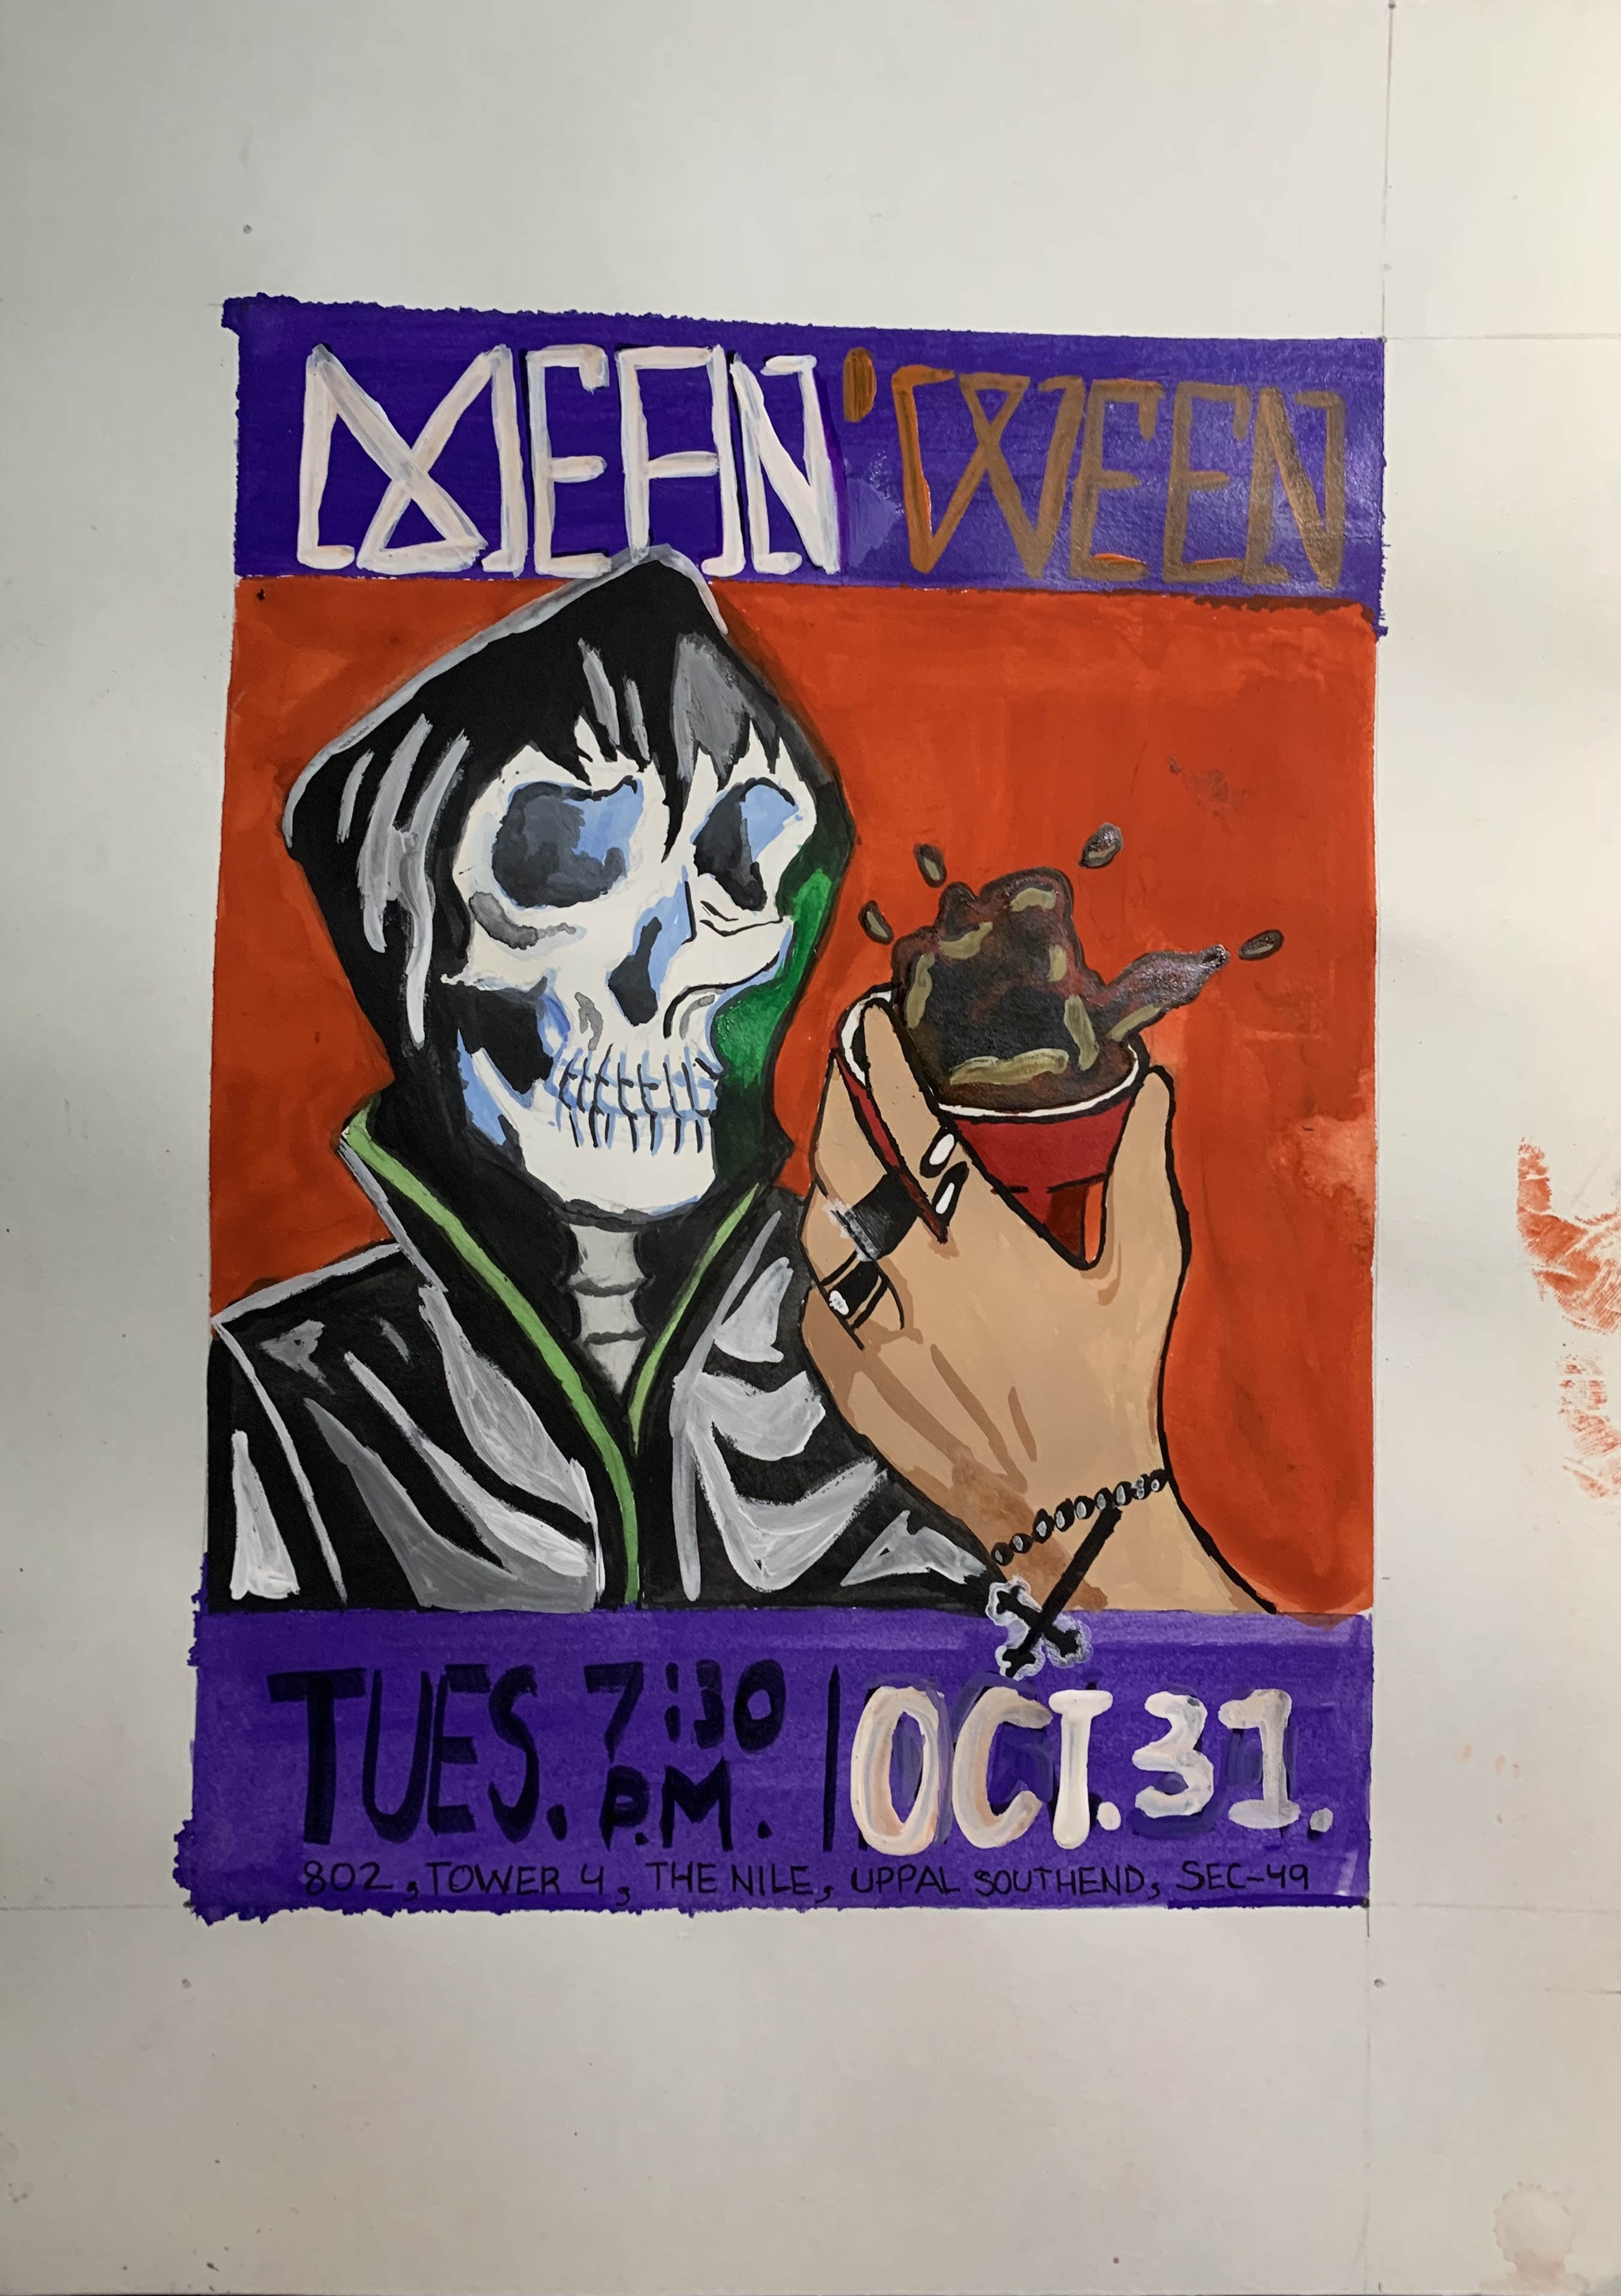 MEAN 'WEEN
TUES. 7:30 P.M. | OCT. 31.
802, TOWER 4, THE NILE, UPPAL SOUTHEND, SEC-49